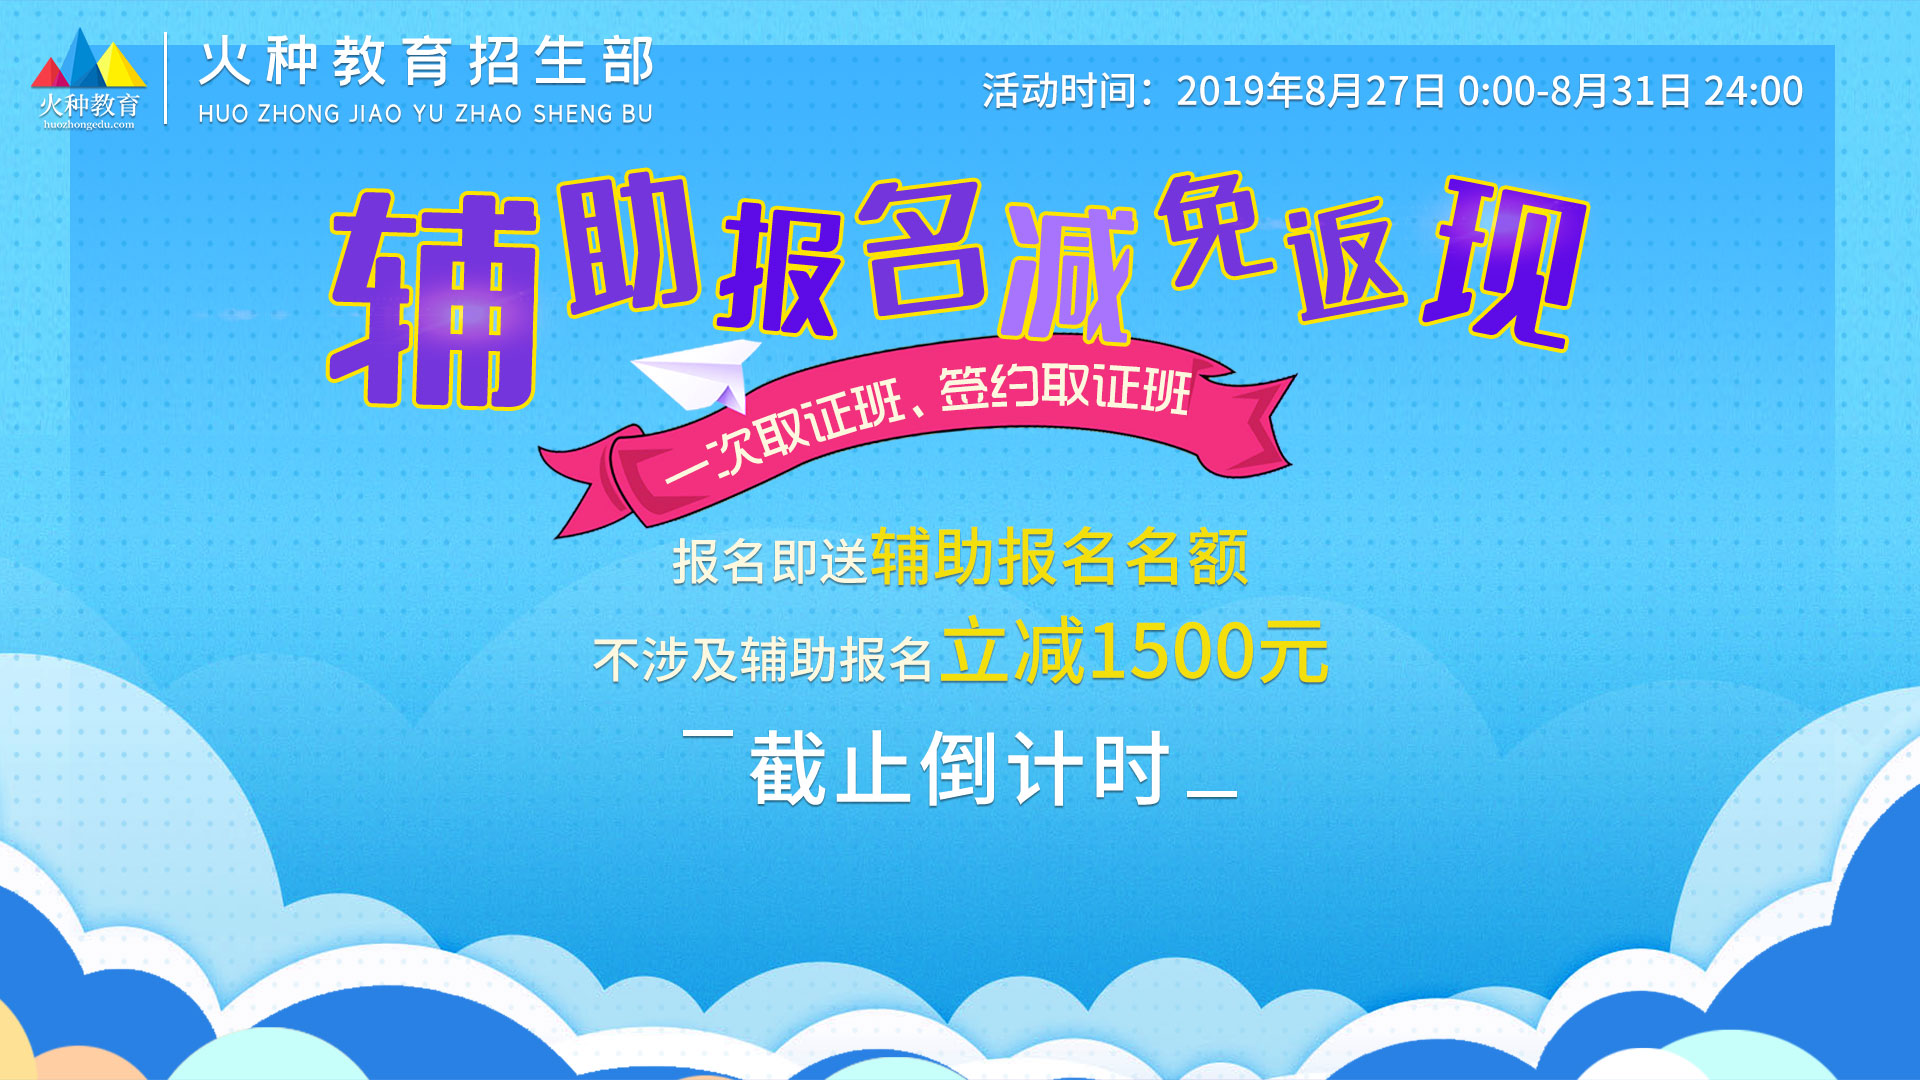 火种教育
huozhongedu.com
火种教育招生部
HUO ZHONG JIAO YU ZHAO SHENG BU
活动时间：2019年8月27日 0:00-8月31日 24:00
辅助报名减免返现
一次取证班、签约取证班
报名即送辅助报名名额
不涉及辅助报名立减1500元
截止倒计时